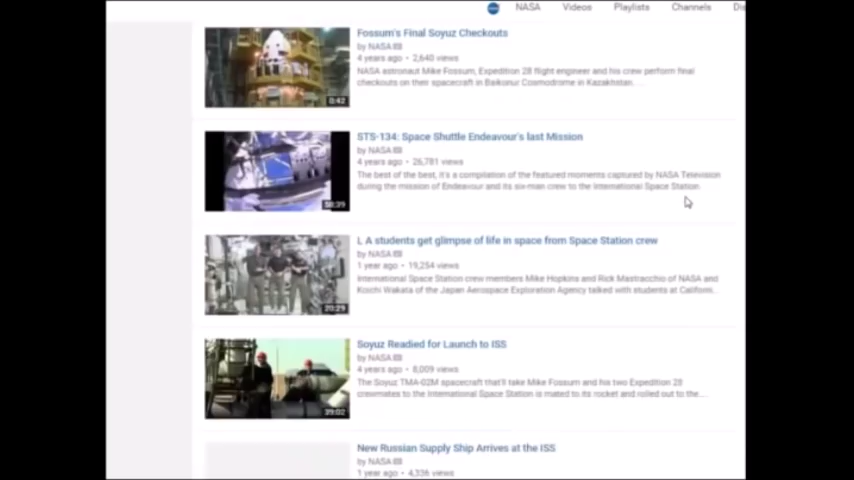 NASA Videos Playlists Channels Dis
Fossum's Final Soyuz Checkouts
by NASA
4 years ago • 2,640 views
NASA astronaut Mike Fossum, Expedition 28 flight engineer and his crew perform final
checkouts on their spacecraft in Baikonur Cosmodrome in Kazakhstan. ...
0:42
STS-134: Space Shuttle Endeavour's last Mission
by NASA
4 years ago • 26,781 views
The best of the best, it's a compilation of the featured moments captured by NASA Television
during the mission of Endeavour and its six-man crew to the International Space Station.
58:39
L A students get glimpse of life in space from Space Station crew
by NASA
1 year ago • 19,254 views
International Space Station crew members Mike Hopkins and Rick Mastracchio of NASA and
Koichi Wakata of the Japan Aerospace Exploration Agency talked with students at Californi...
20:29
Soyuz Readied for Launch to ISS
by NASA
4 years ago • 8,009 views
The Soyuz TMA-02M spacecraft that'll take Mike Fossum and his two Expedition 28
crewmates to the International Space Station is mated to its rocket and rolled out to the...
39:02
New Russian Supply Ship Arrives at the ISS
by NASA
1 year ago • 4,336 views